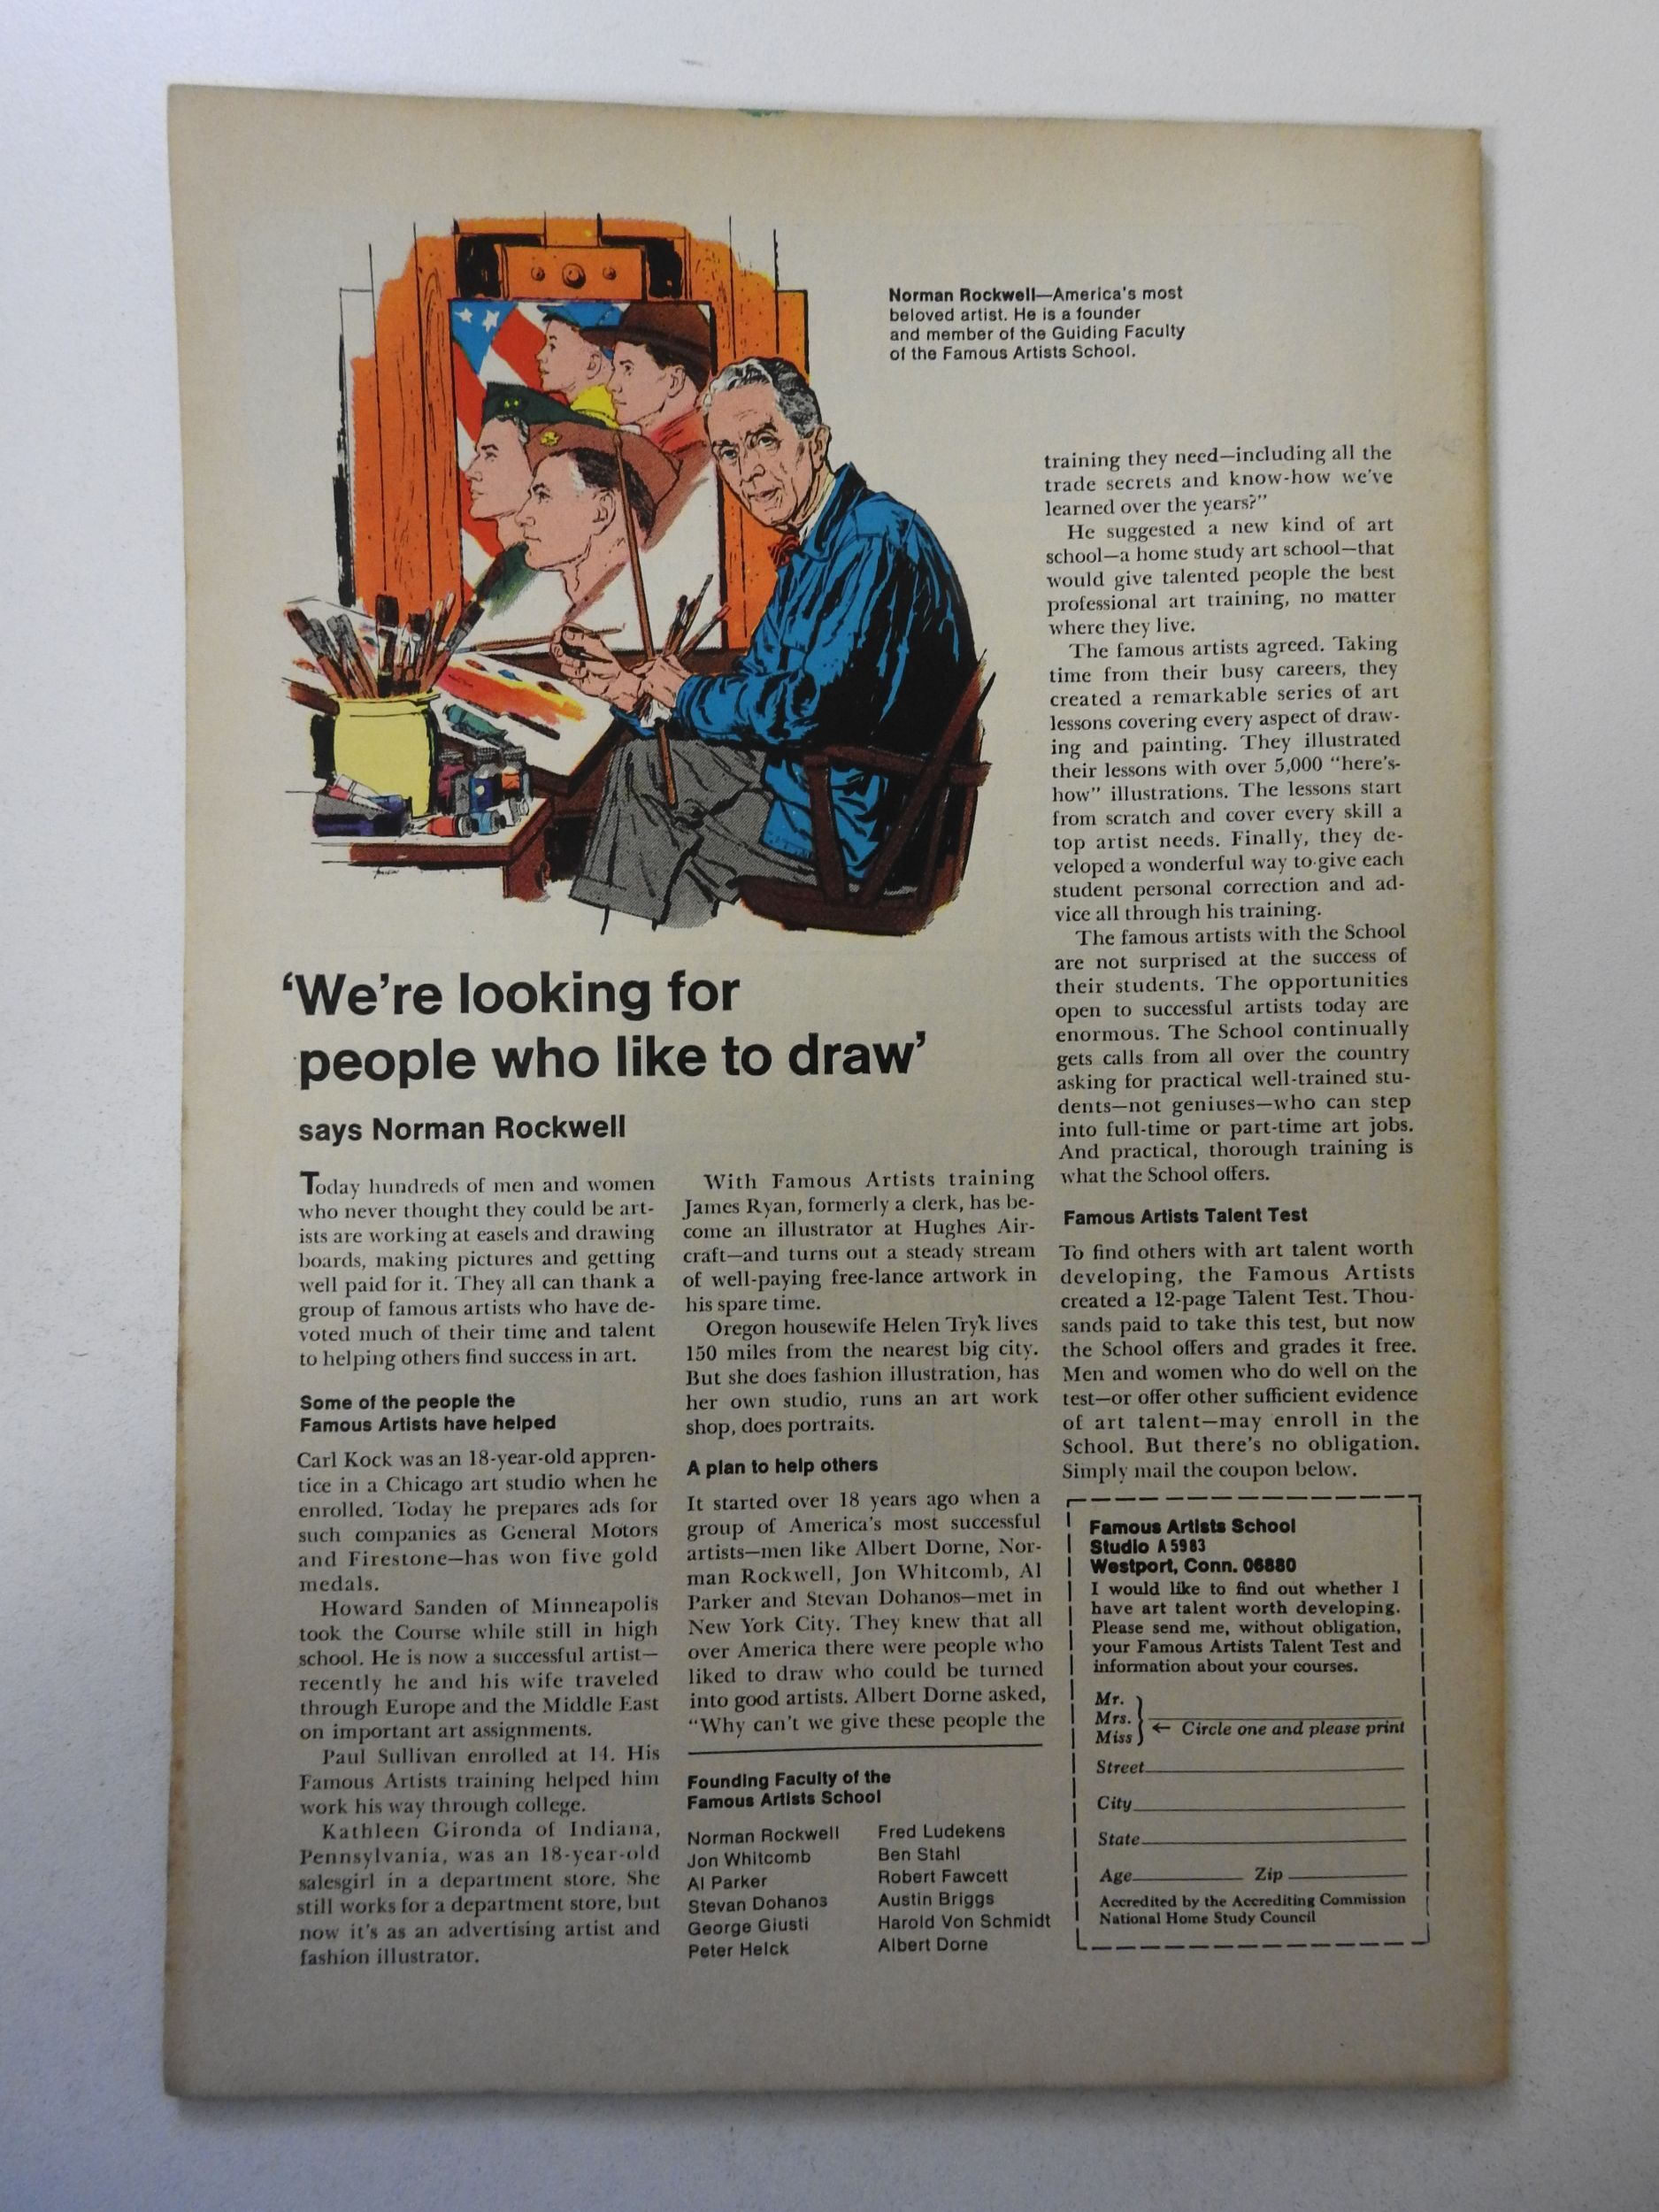 Norman Rockwell—America's most
beloved artist. He is a founder
and member of the Guiding Faculty
of the Famous Artists School.
‘We're looking for
people who like to draw’
says Norman Rockwell
Today hundreds of men and women
who never thought they could be art-
ists are working at easels and drawing
boards, making pictures and getting
well paid for it. They all can thank a
group of famous artists who have de-
voted much of their time and talent
to helping others find success in art.
Some of the people the
Famous Artists have helped
Carl Kock was an 18-year-old appren-
tice in a Chicago art studio when he
enrolled. Today he prepares ads for
such companies as General Motors
and Firestone—has won five gold
medals.
Howard Sanden of Minneapolis
took the Course while still in high
school. He is now a successful artist—
recently he and his wife traveled
through Europe and the Middle East
on important art assignments.
Paul Sullivan enrolled at 14. His
Famous Artists training helped him
work his way through college.
Kathleen Gironda of Indiana,
Pennsylvania, was an 18-year-old
salesgirl in a department store. She
still works for a department store, but
now it's as an advertising artist and
fashion illustrator.
With Famous Artists training
James Ryan, formerly a clerk, has be-
come an illustrator at Hughes Air-
craft—and turns out a steady stream
of well-paying free-lance artwork in
his spare time.
Oregon housewife Helen Tryk lives
150 miles from the nearest big city.
But she does fashion illustration, has
her own studio, runs an art work
shop, does portraits.
A plan to help others
It started over 18 years ago when a
group of America's most successful
artists—men like Albert Dorne, Nor-
man Rockwell, Jon Whitcomb, Al
Parker and Stevan Dohanos—met in
New York City. They knew that all
over America there were people who
liked to draw who could be turned
into good artists. Albert Dorne asked,
"Why can't we give these people the
training they need—including all the
trade secrets and know-how we've
learned over the years?"
He suggested a new kind of art
school—a home study art school—that
would give talented people the best
professional art training, no matter
where they live.
The famous artists agreed. Taking
time from their busy careers, they
created a remarkable series of art
lessons covering every aspect of draw-
ing and painting. They illustrated
their lessons with over 5,000 "here's-
how" illustrations. The lessons start
from scratch and cover every skill a
top artist needs. Finally, they de-
veloped a wonderful way to give each
student personal correction and ad-
vice all through his training.
The famous artists with the School
are not surprised at the success of
their students. The opportunities
open to successful artists today are
enormous. The School continually
gets calls from all over the country
asking for practical well-trained stu-
dents—not geniuses—who can step
into full-time or part-time art jobs.
And practical, thorough training is
what the School offers.
Famous Artists Talent Test
To find others with art talent worth
developing, the Famous Artists
created a 12-page Talent Test. Thou-
sands paid to take this test, but now
the School offers and grades it free.
Men and women who do well on the
test—or offer other sufficient evidence
of art talent—may enroll in the
School. But there's no obligation.
Simply mail the coupon below.
Founding Faculty of the
Famous Artists School
Norman Rockwell
Jon Whitcomb
Al Parker
Stevan Dohanos
George Giusti
Peter Helck
Fred Ludekens
Ben Stahl
Robert Fawcett
Austin Briggs
Harold Von Schmidt
Albert Dorne
Famous Artists School
Studio A5983
Westport, Conn. 06880
I would like to find out whether I
have art talent worth developing.
Please send me, without obligation,
your Famous Artists Talent Test and
information about your courses.
Mr.
Mrs.
Miss
← Circle one and please print
Street
City
State
Age Zip
Accredited by the Accrediting Commission
National Home Study Council